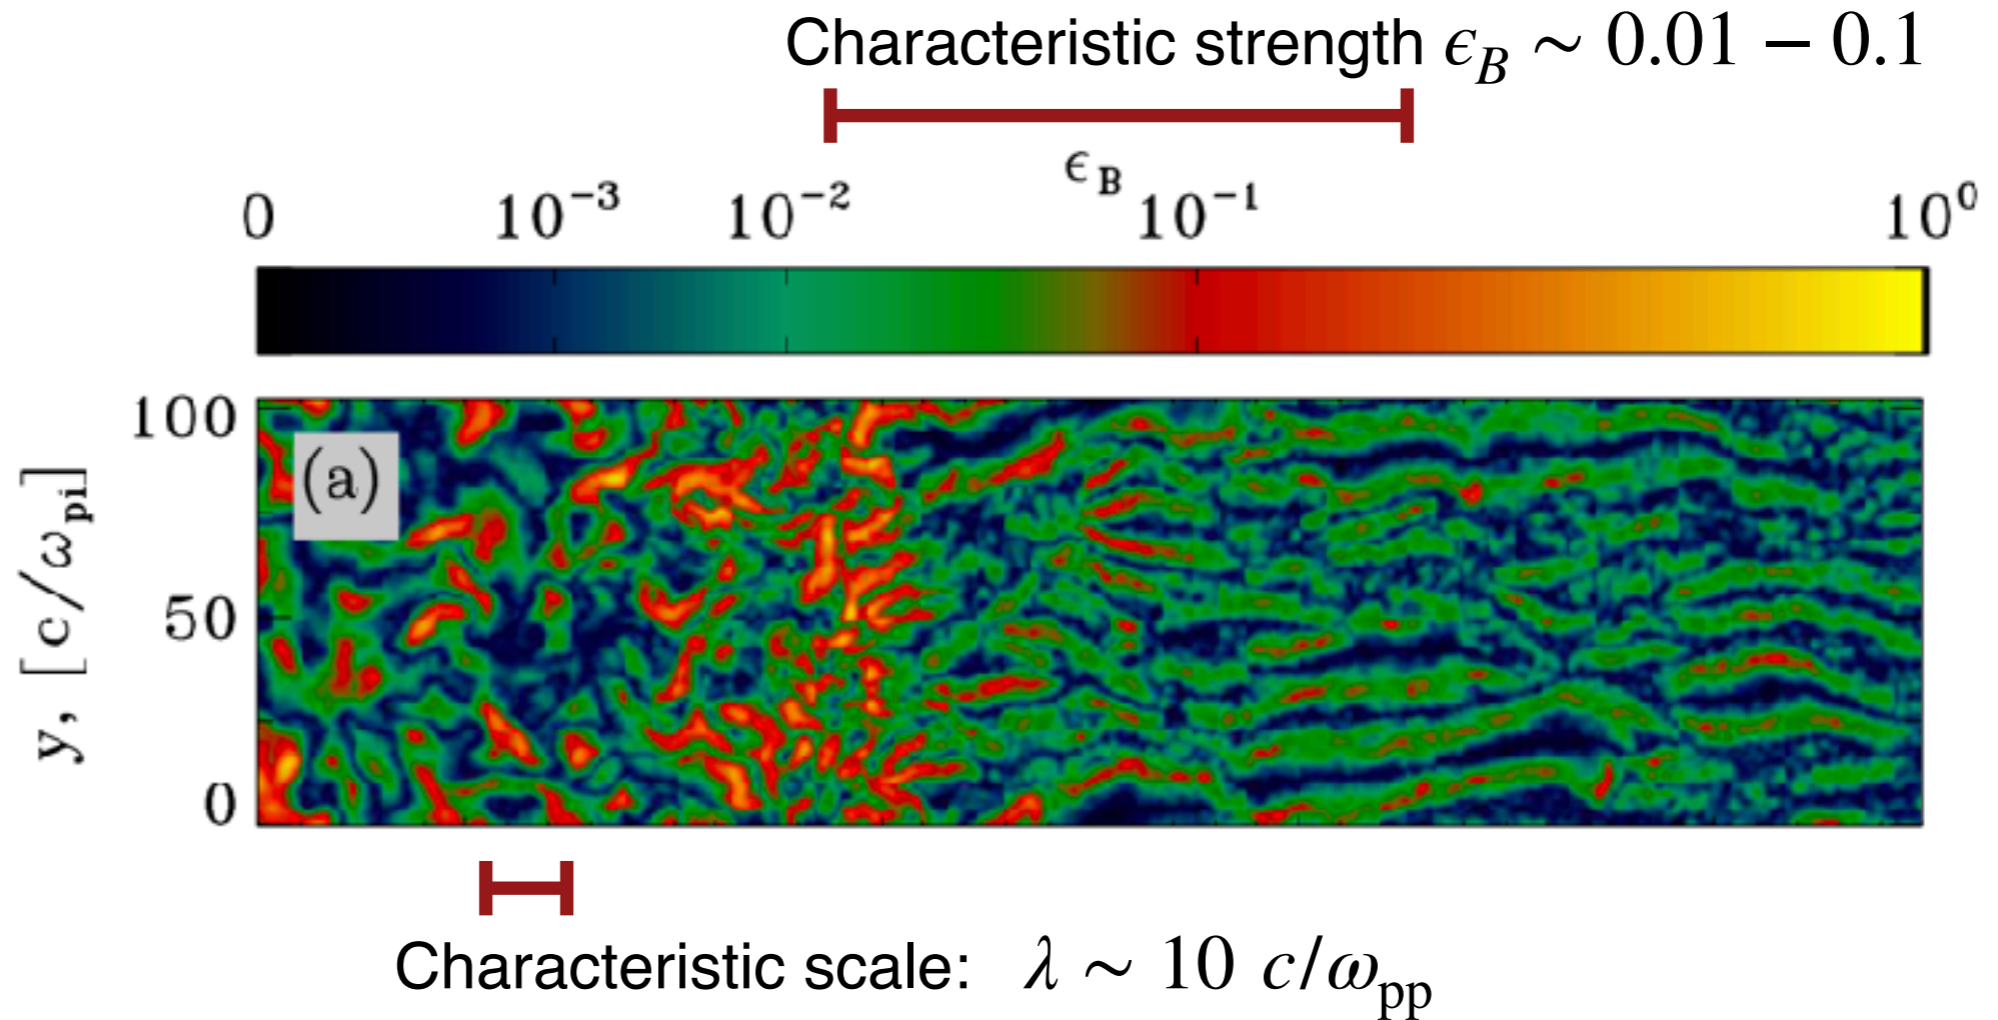 Characteristic strength ϵ_B ∼ 0.01 − 0.1
ϵ_B
0 10^-3 10^-2 10^-1 10^0
100
(a)
50
0
y, [c/ω_pi]
Characteristic scale: λ ∼ 10 c/ω_pp